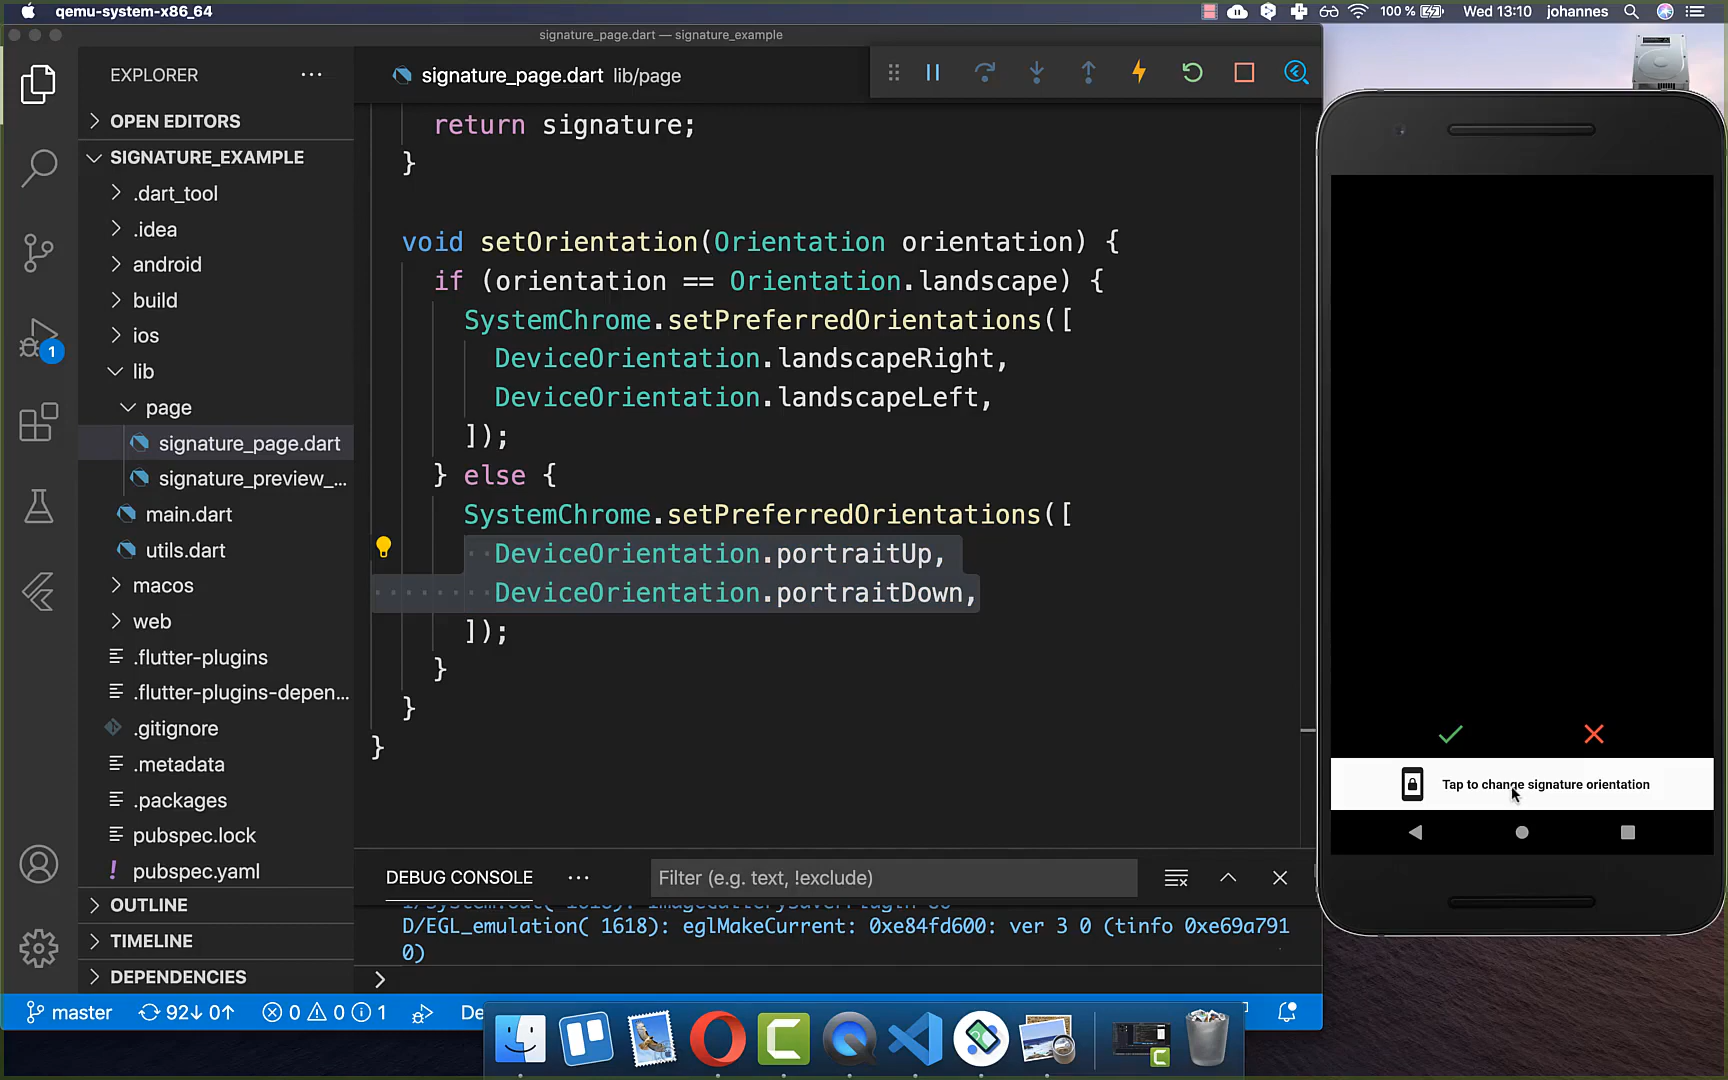 qemu-system-x86_64
100 %
Wed 13:10
johannes
signature_page.dart — signature_example
EXPLORER
OPEN EDITORS
SIGNATURE_EXAMPLE
.dart_tool
.idea
android
build
ios
lib
page
signature_page.dart
signature_preview_...
main.dart
utils.dart
macos
web
.flutter-plugins
.flutter-plugins-depen...
.gitignore
.metadata
.packages
pubspec.lock
! pubspec.yaml
OUTLINE
TIMELINE
DEPENDENCIES
1
signature_page.dart lib/page
return signature;
}
void setOrientation(Orientation orientation) {
if (orientation == Orientation.landscape) {
SystemChrome.setPreferredOrientations([
DeviceOrientation.landscapeRight,
DeviceOrientation.landscapeLeft,
]);
} else {
SystemChrome.setPreferredOrientations([
DeviceOrientation.portraitUp,
DeviceOrientation.portraitDown,
]);
}
}
}
DEBUG CONSOLE
Filter (e.g. text, !exclude)
D/EGL_emulation( 1618): eglMakeCurrent: 0xe84fd600: ver 3 0 (tinfo 0xe69a791
0)
master
92↓ 0↑
0
0
1
De
Tap to change signature orientation